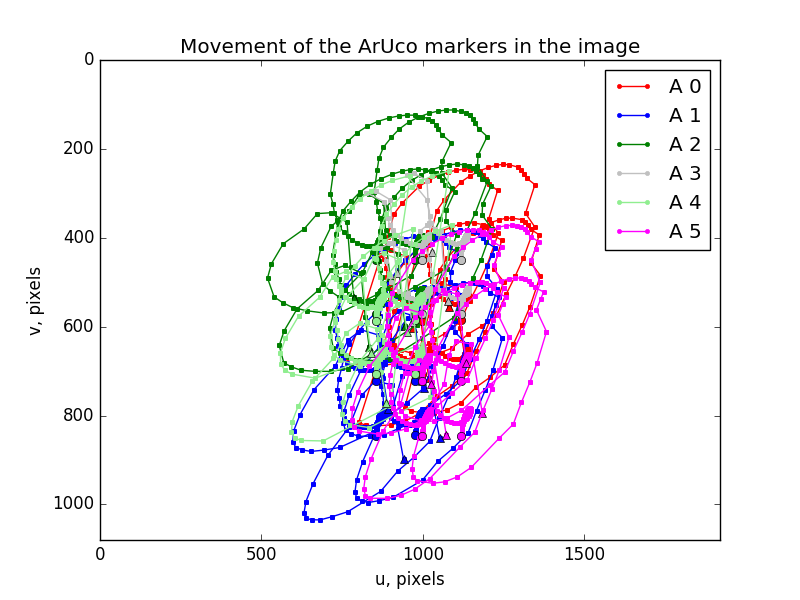 Movement of the ArUco markers in the image
0
200
400
600
800
1000
v, pixels
0 500 1000 1500
u, pixels
A 0
A 1
A 2
A 3
A 4
A 5